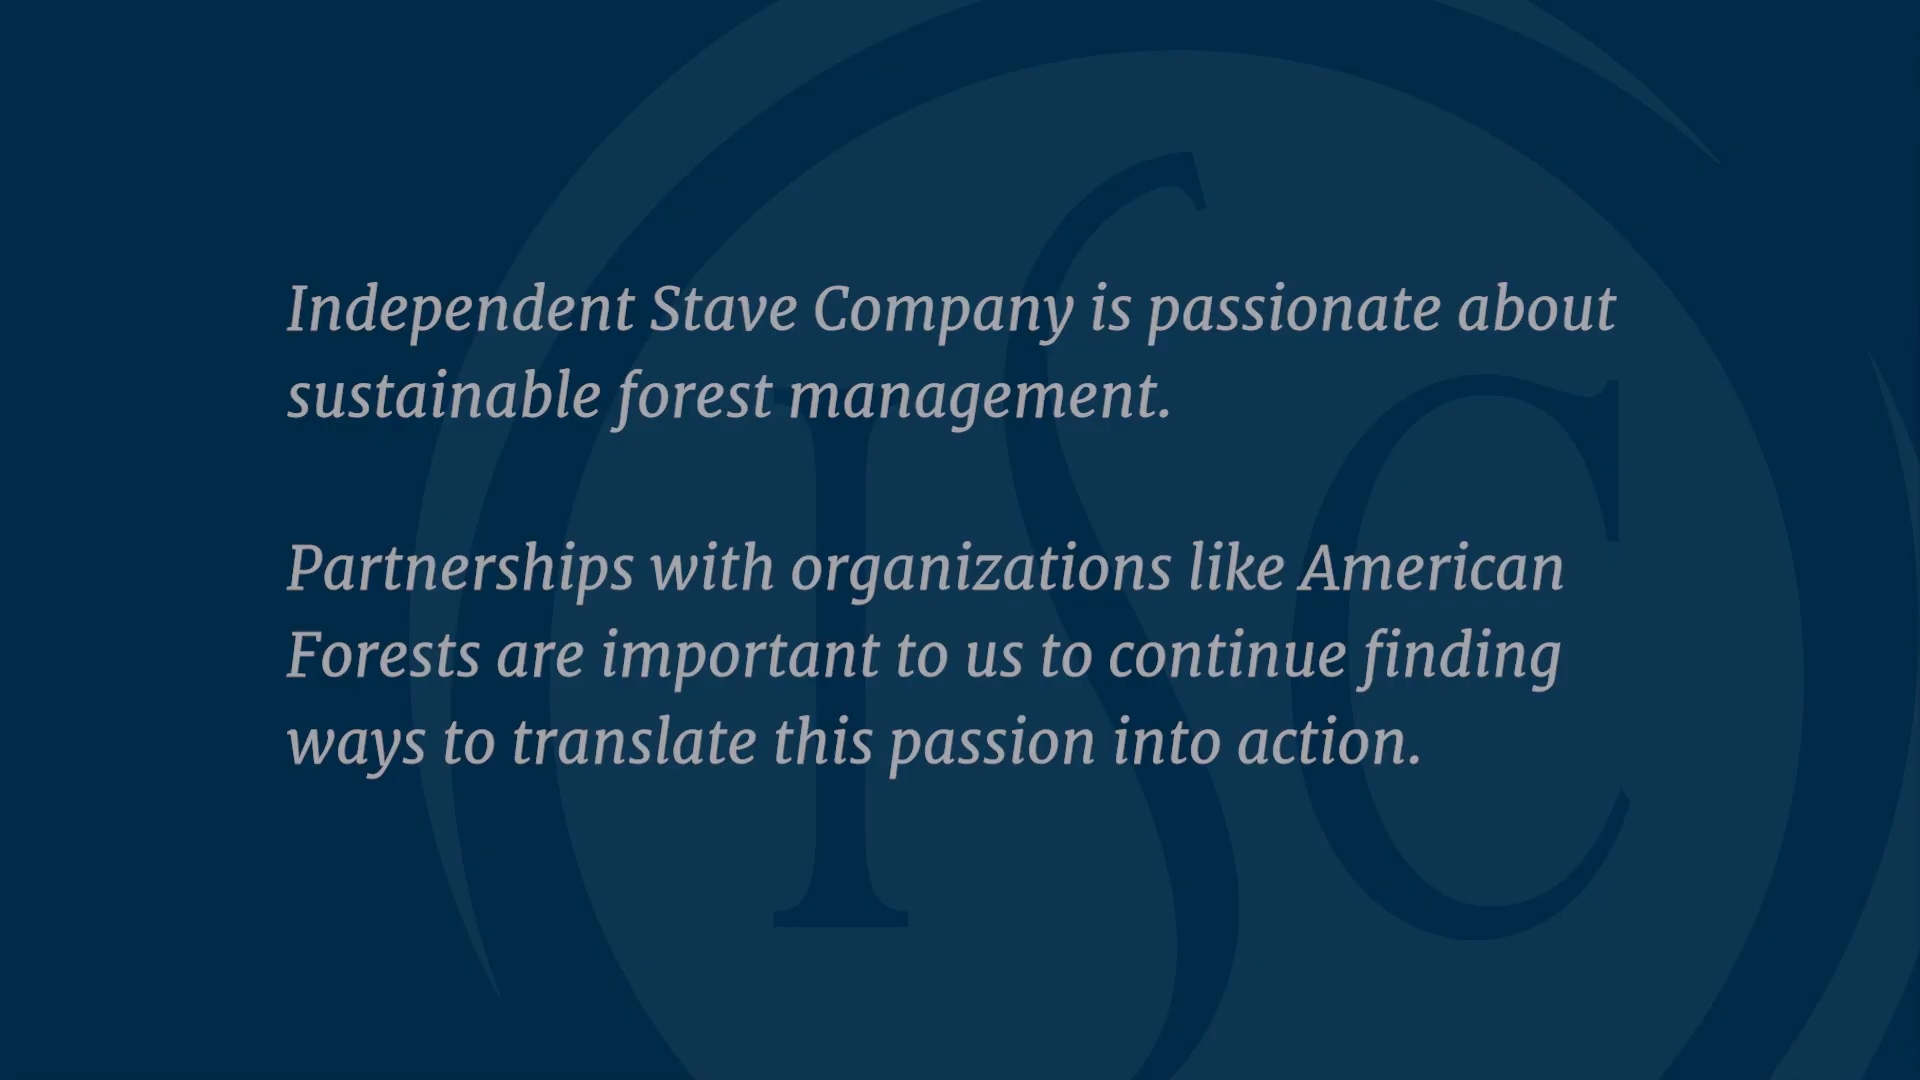 Independent Stave Company is passionate about
sustainable forest management.
Partnerships with organizations like American
Forests are important to us to continue finding
ways to translate this passion into action.
ISC